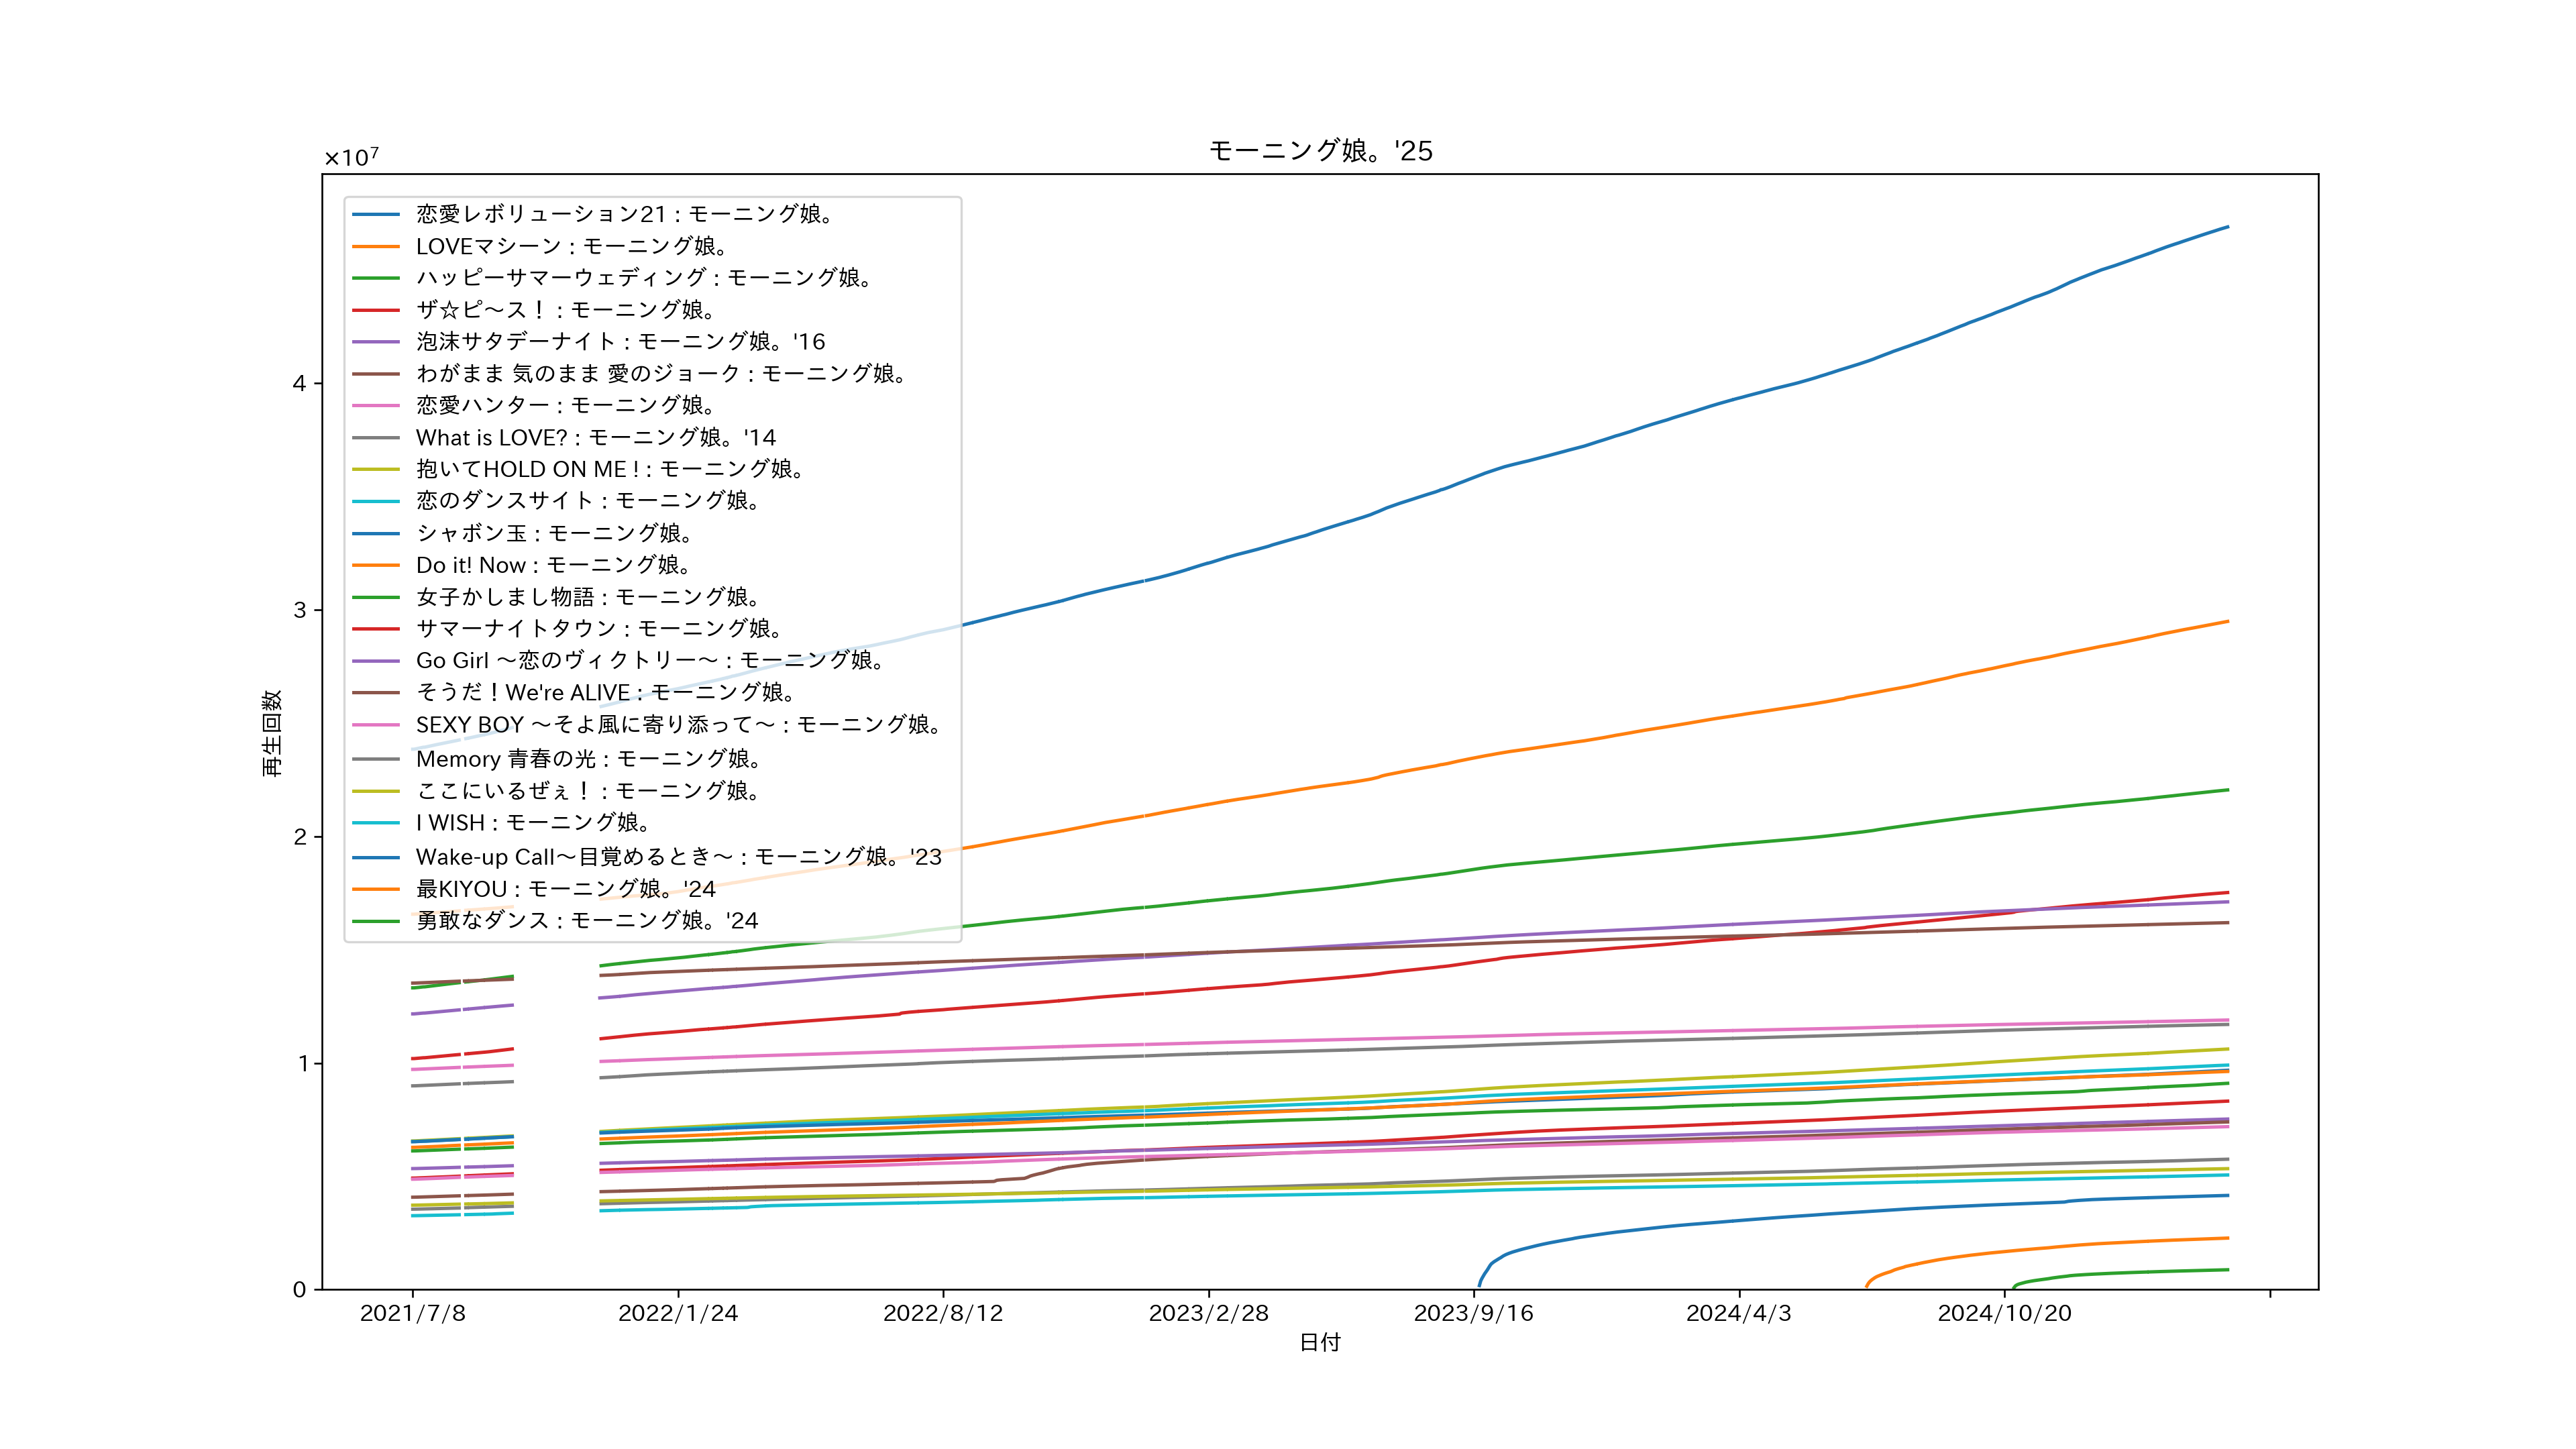 モーニング娘。'25
×10⁷
恋愛レボリューション21 : モーニング娘。
LOVEマシーン : モーニング娘。
ハッピーサマーウェディング : モーニング娘。
ザ☆ピ～ス！ : モーニング娘。
泡沫サタデーナイト : モーニング娘。'16
わがまま 気のまま 愛のジョーク : モーニング娘。
恋愛ハンター : モーニング娘。
What is LOVE? : モーニング娘。'14
抱いてHOLD ON ME ! : モーニング娘。
恋のダンスサイト : モーニング娘。
シャボン玉 : モーニング娘。
Do it! Now : モーニング娘。
女子かしまし物語 : モーニング娘。
サマーナイトタウン : モーニング娘。
Go Girl ～恋のヴィクトリー～ : モーニング娘。
そうだ！We're ALIVE : モーニング娘。
SEXY BOY ～そよ風に寄り添って～ : モーニング娘。
Memory 青春の光 : モーニング娘。
ここにいるぜぇ！ : モーニング娘。
I WISH : モーニング娘。
Wake-up Call～目覚めるとき～ : モーニング娘。'23
最KIYOU : モーニング娘。'24
勇敢なダンス : モーニング娘。'24
4
3
2
1
0
再生回数
2021/7/8
2022/1/24
2022/8/12
2023/2/28
2023/9/16
2024/4/3
2024/10/20
日付